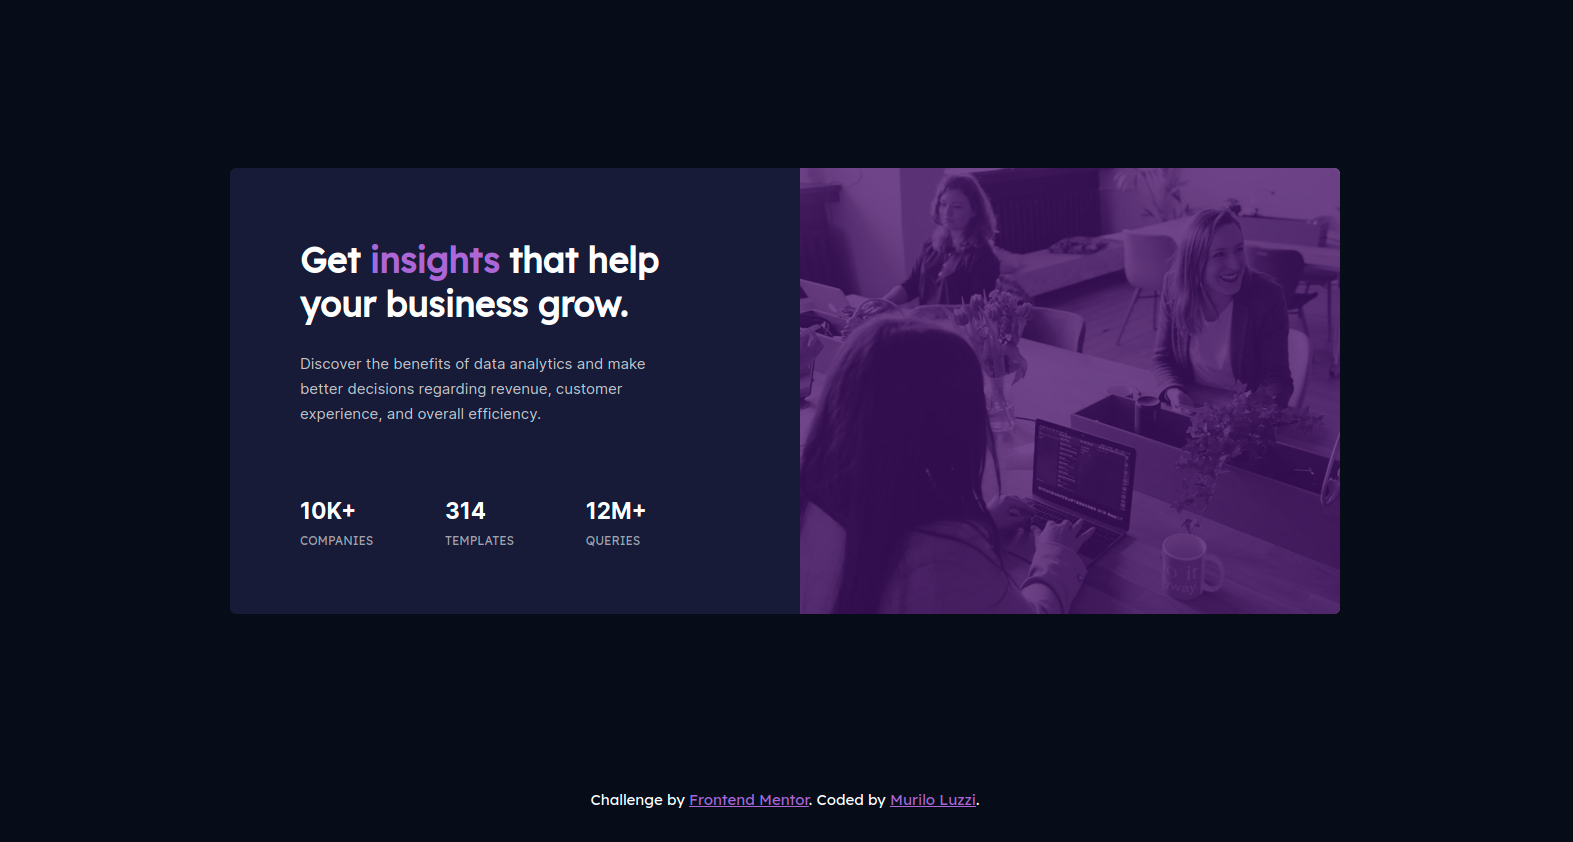 Get insights that help
your business grow.
Discover the benefits of data analytics and make
better decisions regarding revenue, customer
experience, and overall efficiency.
10K+ 314 12M+
COMPANIES TEMPLATES QUERIES
it
way
Challenge by Frontend Mentor. Coded by Murilo Luzzi.